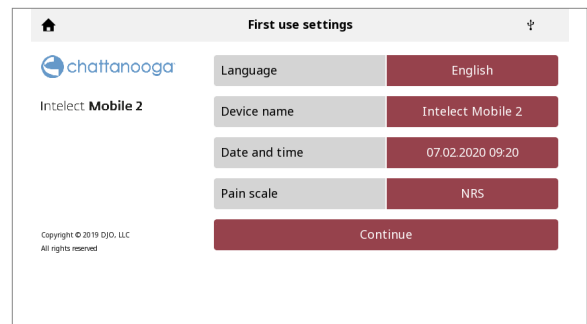 First use settings
chattanooga
Intelect Mobile 2
Language English
Device name Intelect Mobile 2
Date and time 07.02.2020 09:20
Pain scale NRS
Continue
Copyright © 2019 DJO, LLC
All rights reserved